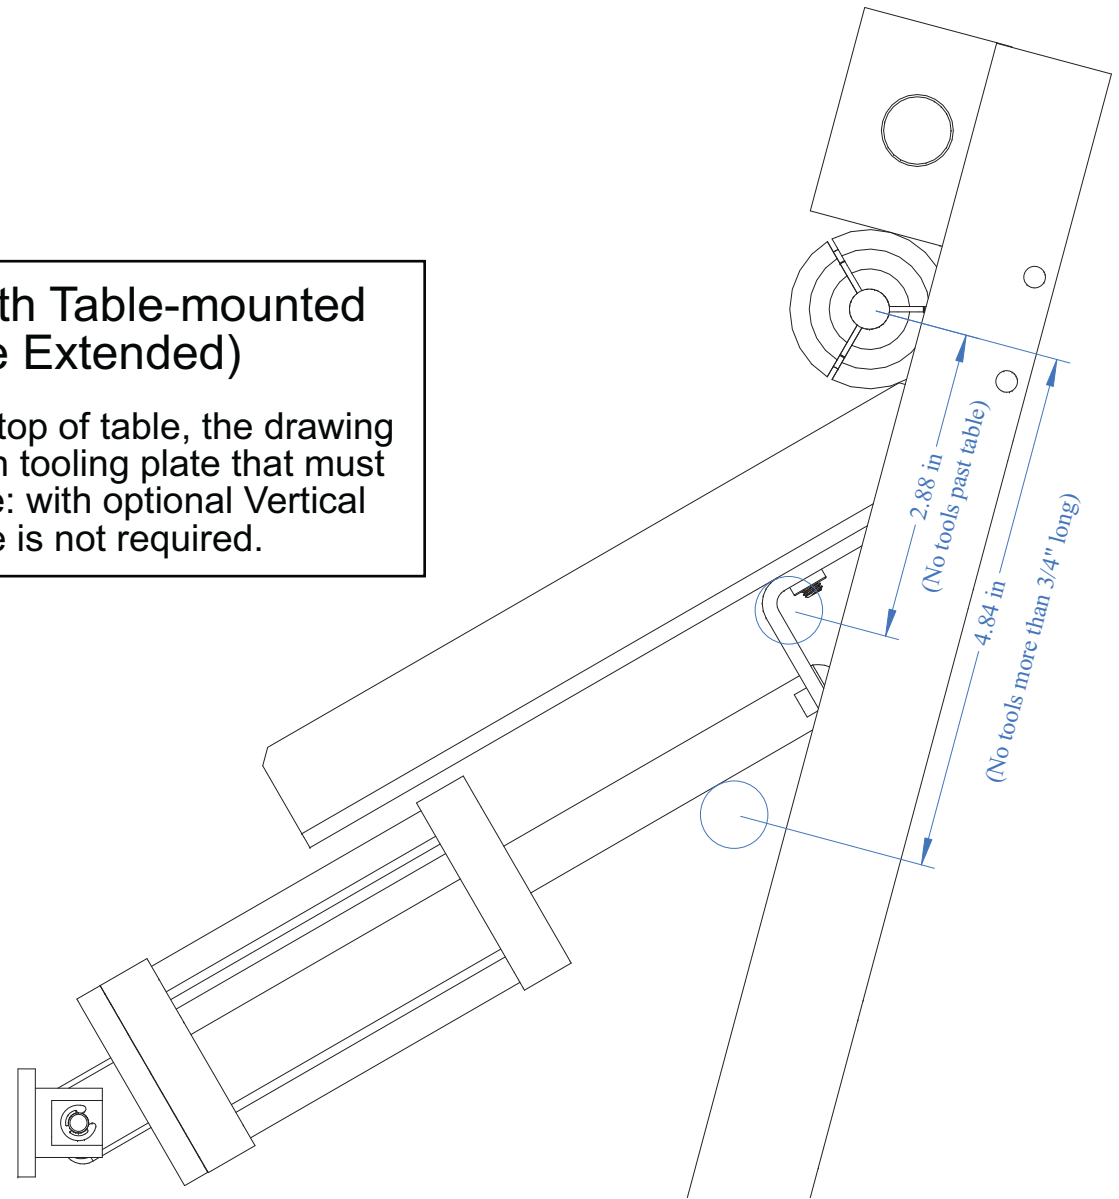 th Table-mounted
e Extended)
top of table, the drawing
n tooling plate that must
e: with optional Vertical
e is not required.
2.88 in
(No tools past table)
4.84 in
(No tools more than 3/4" long)